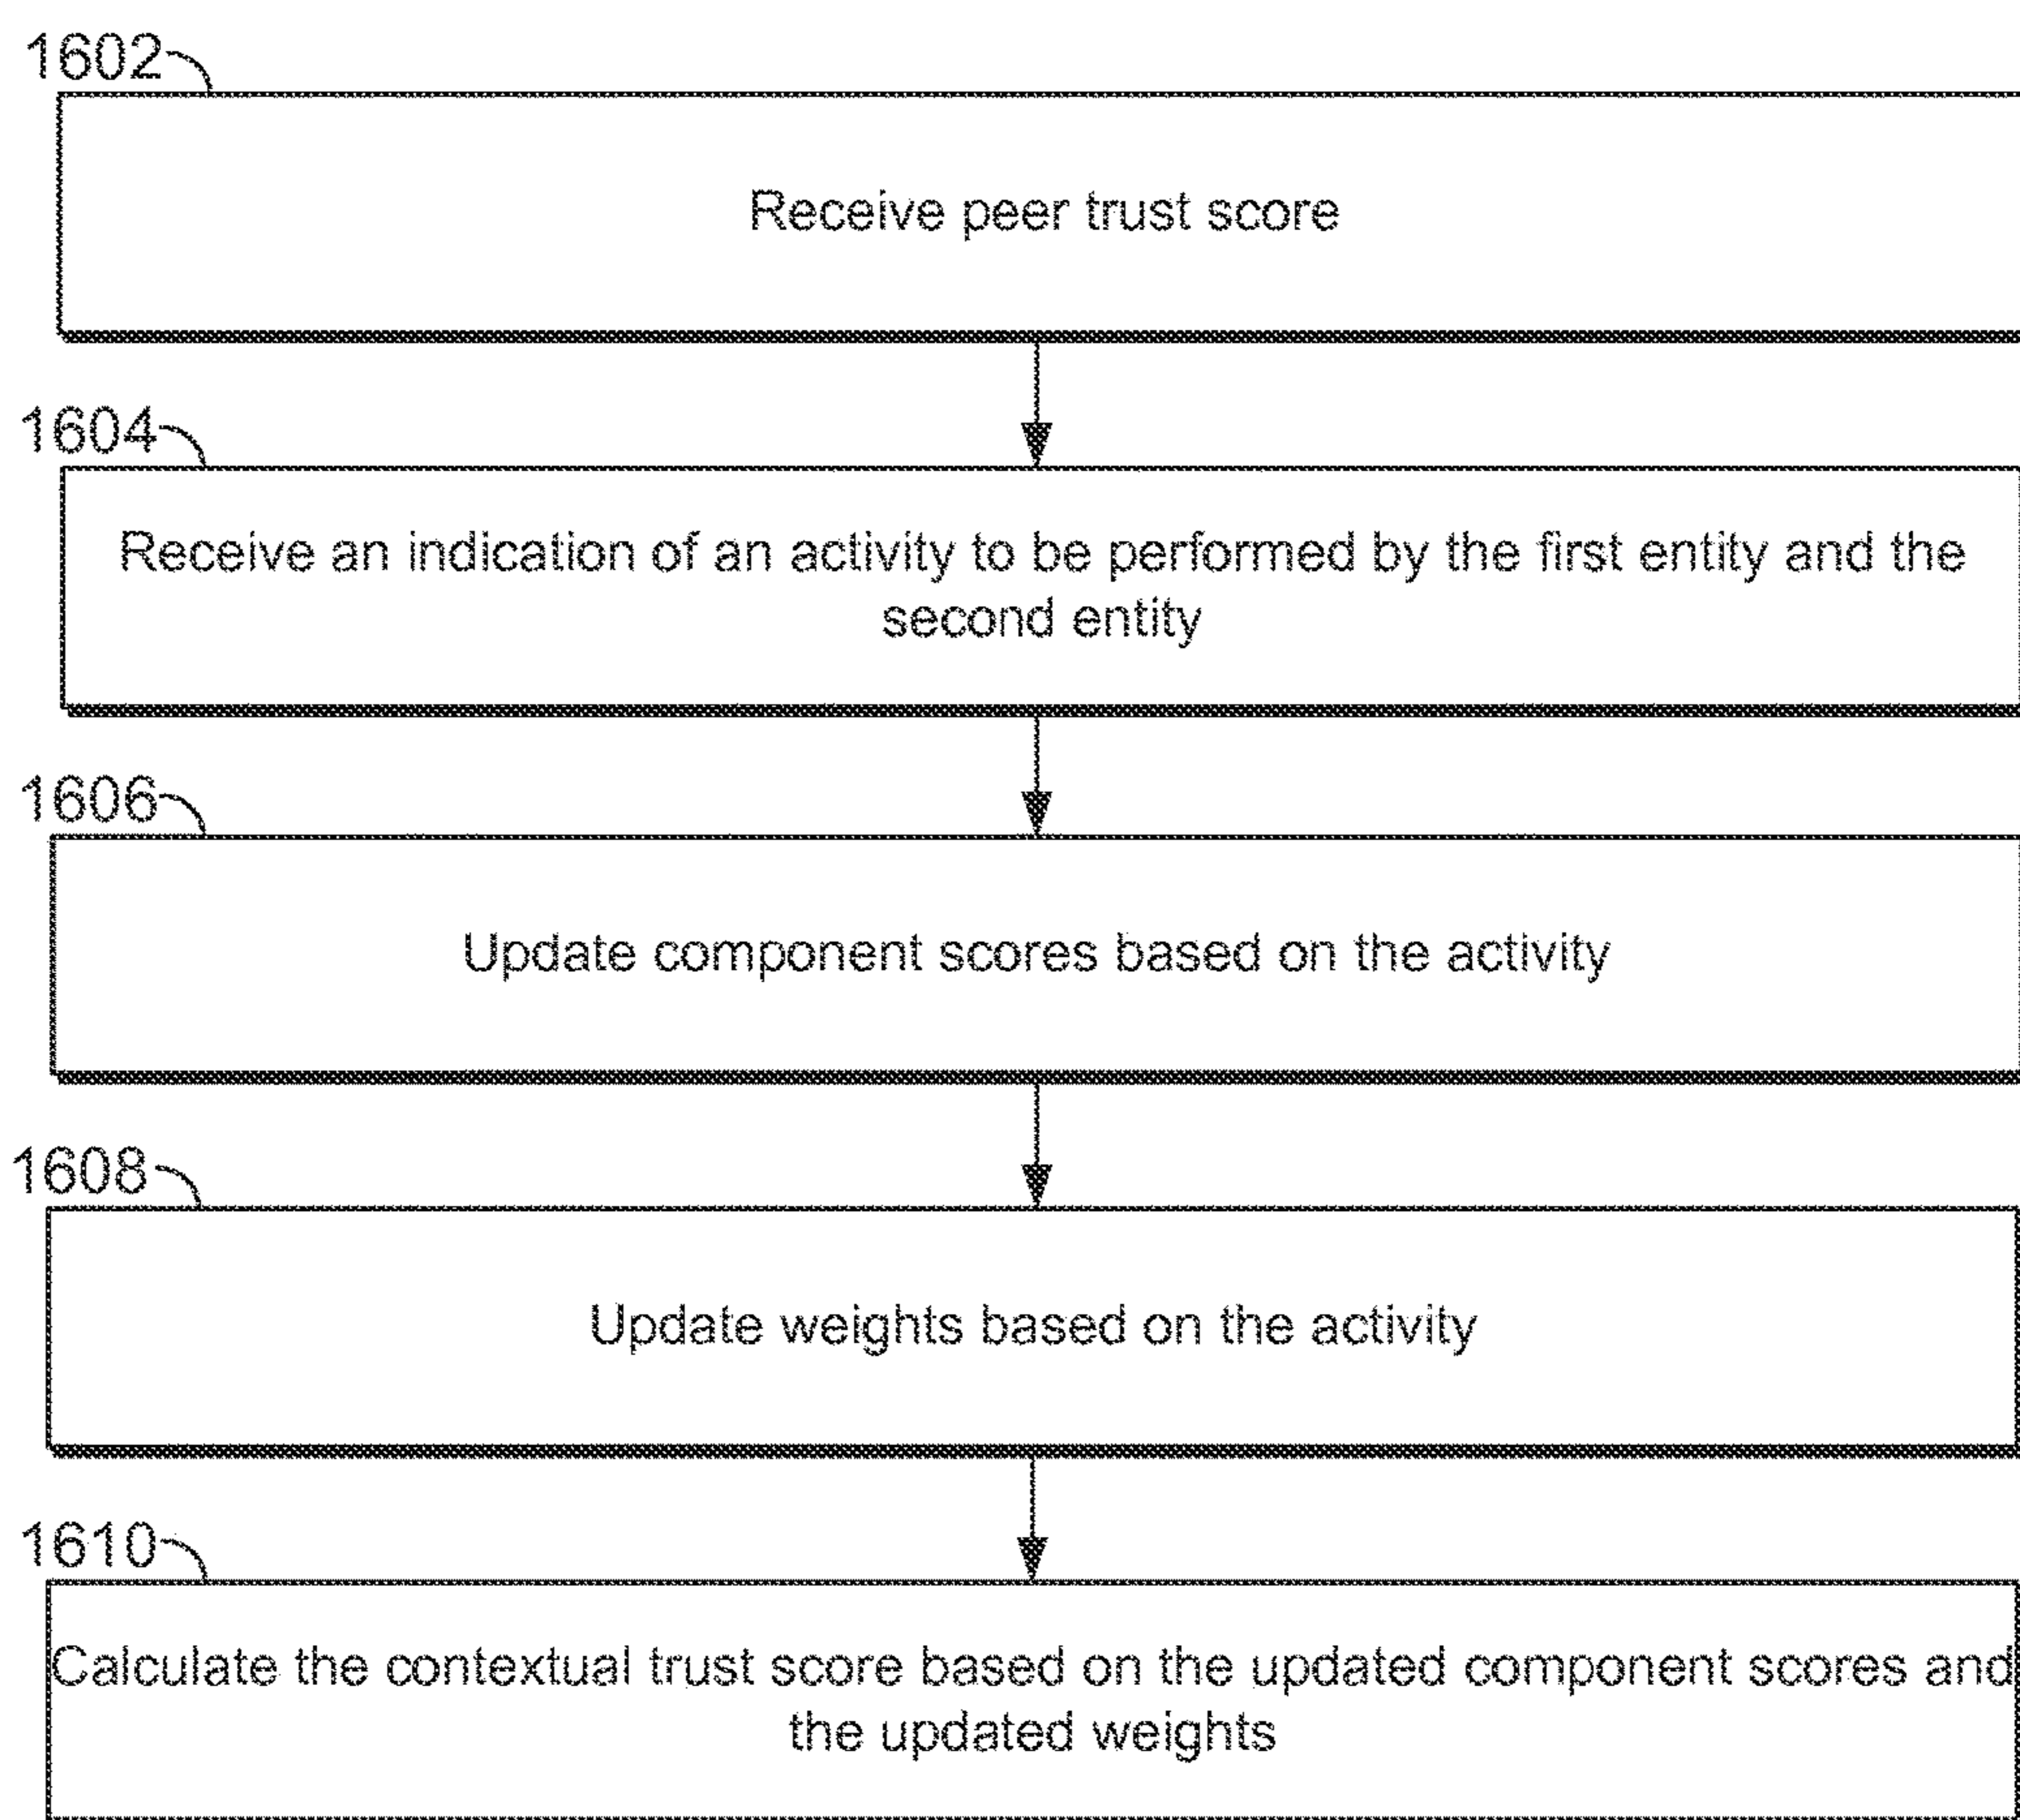 1602
Receive peer trust score
1604
Receive an indication of an activity to be performed by the first entity and the
second entity
1606
Update component scores based on the activity
1608
Update weights based on the activity
1610
Calculate the contextual trust score based on the updated component scores and
the updated weights